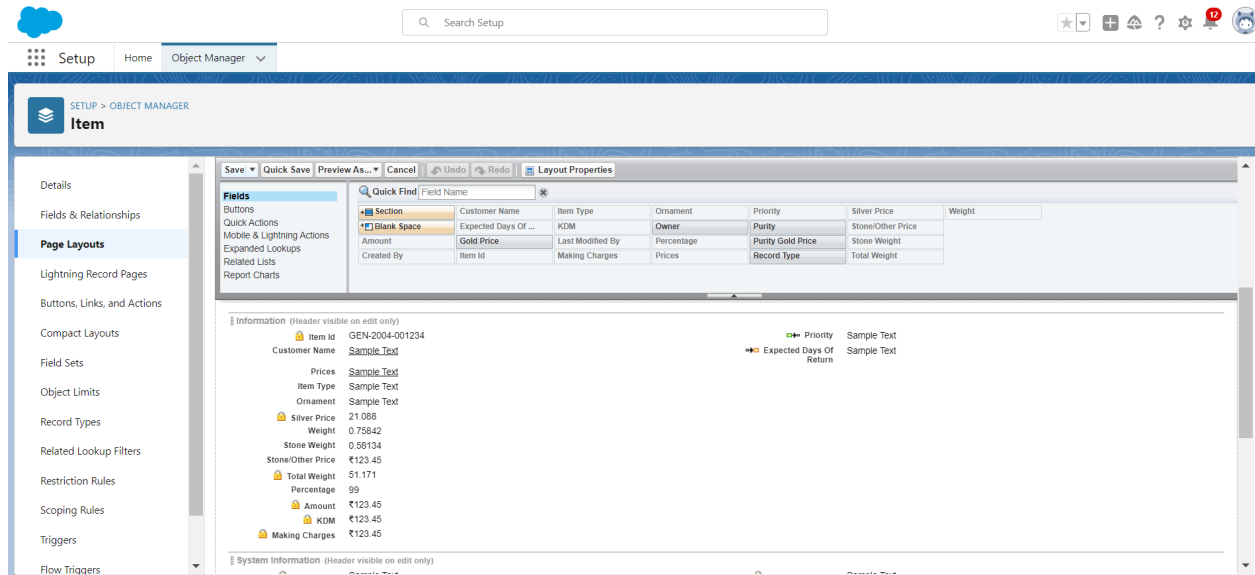 Search Setup
12
Setup
Home
Object Manager
SETUP > OBJECT MANAGER
Item
Details
Fields & Relationships
Page Layouts
Lightning Record Pages
Buttons, Links, and Actions
Compact Layouts
Field Sets
Object Limits
Record Types
Related Lookup Filters
Restriction Rules
Scoping Rules
Triggers
Flow Triggers
Save Quick Save Preview As... Cancel Undo Redo Layout Properties
Fields
Buttons
Quick Actions
Mobile & Lightning Actions
Expanded Lookups
Related Lists
Report Charts
Quick Find Field Name
Section Customer Name Item Type Ornament Priority Silver Price Weight
Blank Space Expected Days Of ... KDM Owner Purity Stone/Other Price
Amount Gold Price Last Modified By Percentage Purity Gold Price Stone Weight
Created By Item Id Making Charges Prices Record Type Total Weight
Information (Header visible on edit only)
Item Id GEN-2004-001234
Customer Name Sample Text
Prices Sample Text
Item Type Sample Text
Ornament Sample Text
Silver Price 21.088
Weight 0.75842
Stone Weight 0.58134
Stone/Other Price ₹123.45
Total Weight 51.171
Percentage 99
Amount ₹123.45
KDM ₹123.45
Making Charges ₹123.45
Priority Sample Text
Expected Days Of Sample Text
Return
System Information (Header visible on edit only)